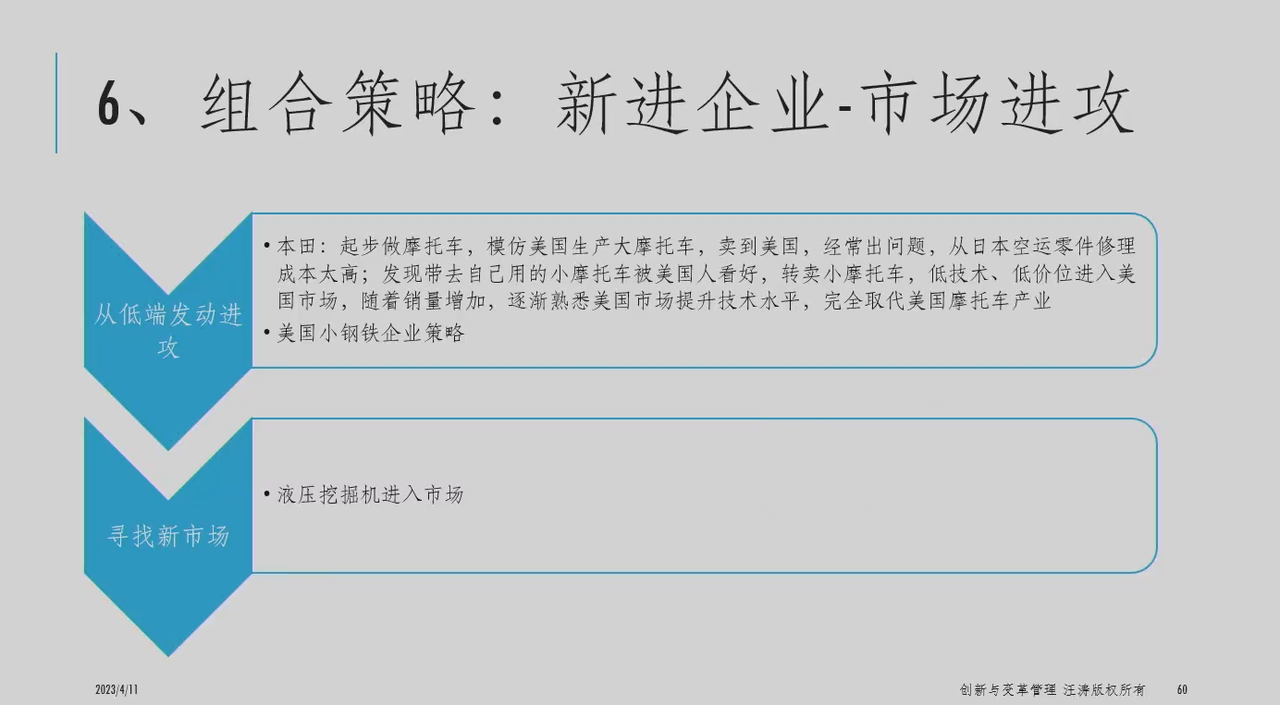 6、组合策略：新进企业-市场进攻
从低端发动进
攻
•本田：起步做摩托车，模仿美国生产大摩托车，卖到美国，经常出问题，从日本空运零件修理
成本太高；发现带去自己用的小摩托车被美国人看好，转卖小摩托车，低技术、低价位进入美
国市场，随着销量增加，逐渐熟悉美国市场提升技术水平，完全取代美国摩托车产业
•美国小钢铁企业策略
寻找新市场
•液压挖掘机进入市场
2023/4/11
创新与变革管理 汪涛版权所有
60